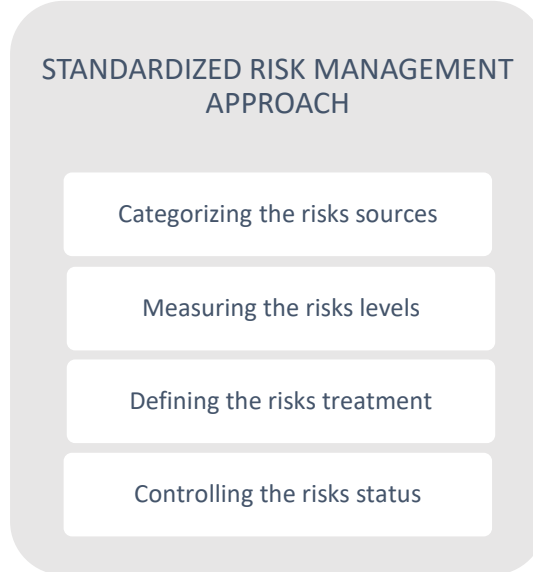 STANDARDIZED RISK MANAGEMENT
APPROACH
Categorizing the risks sources
Measuring the risks levels
Defining the risks treatment
Controlling the risks status